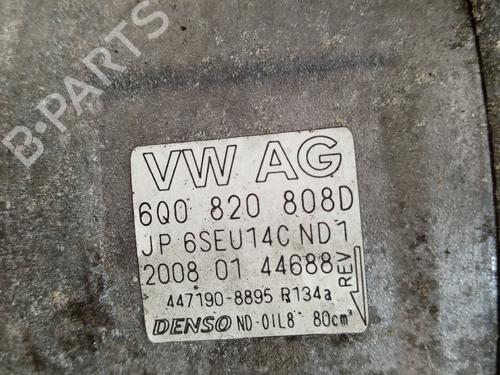 B-PARTS
VW AG
6Q0 820 808D
JP 6SEU14C ND1
2008 01 44688
REV
447190-8895 R134a
DENSO ND-OIL8 80cm³